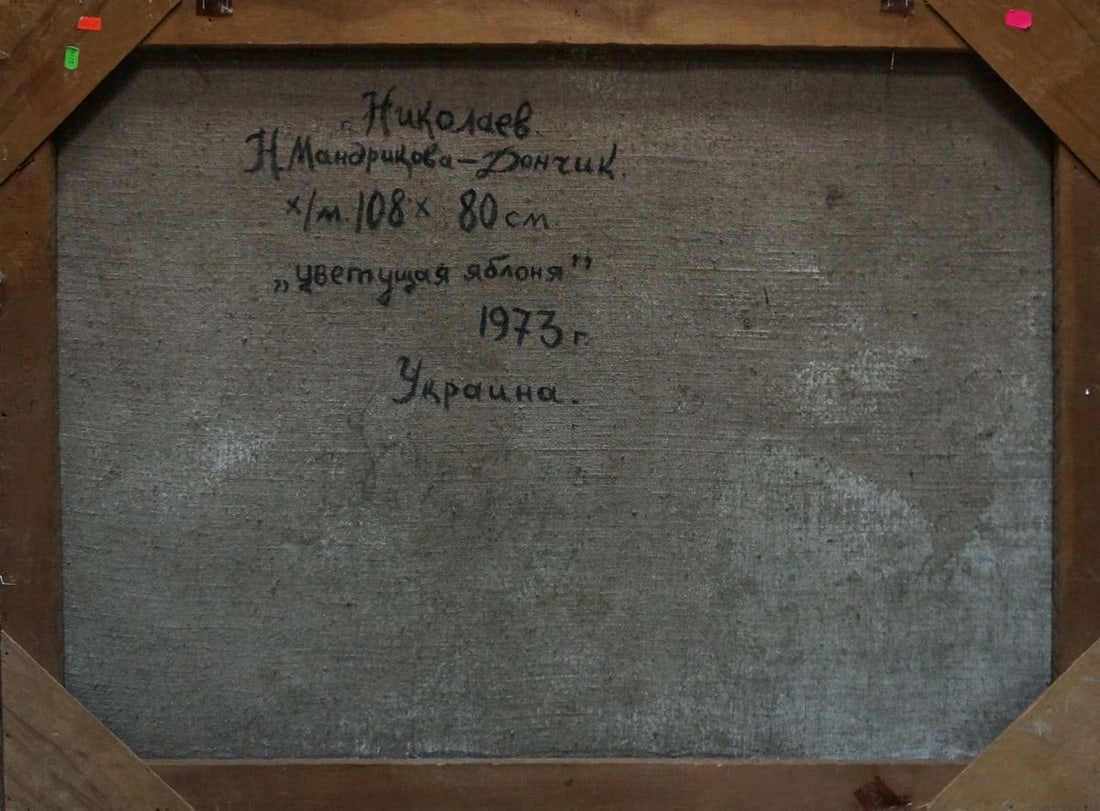 Николаев
Н Мандрикова-Дончик.
х/м. 108 х 80 см.
„цветущая яблоня"
1973 г.
Украина.